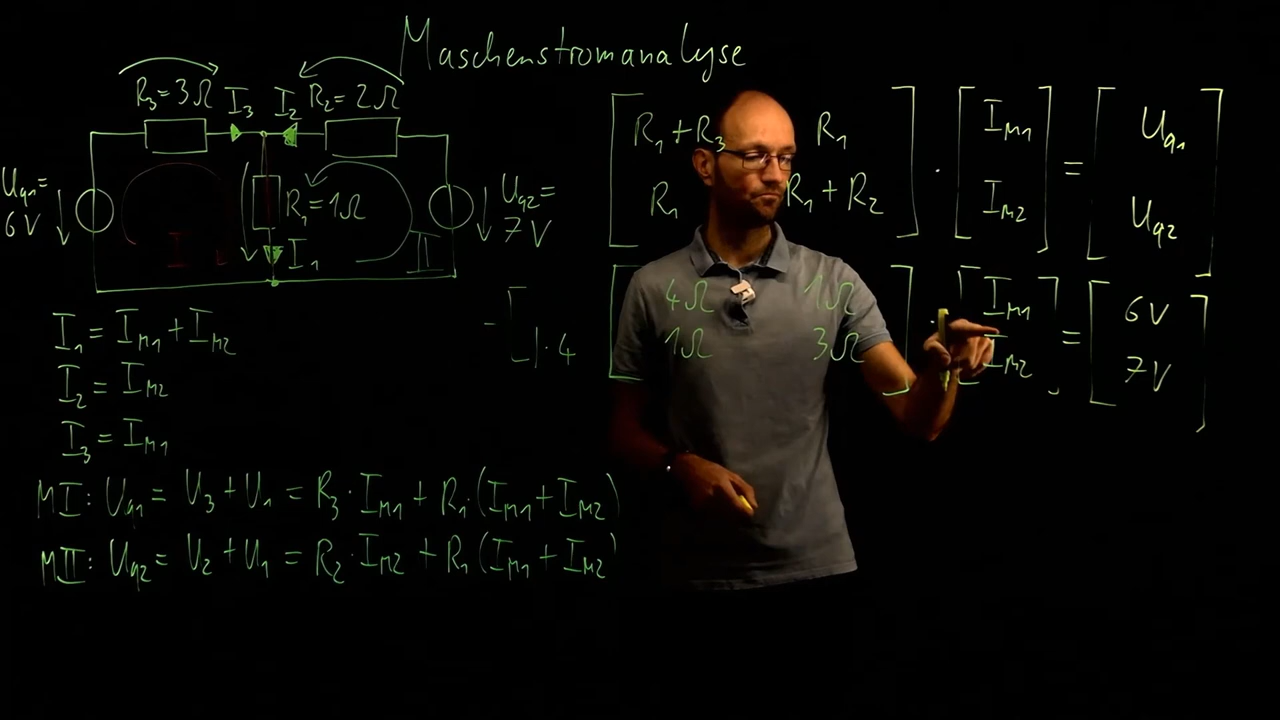 Maschenstromanalyse
R3=3Ω I3 I2 R2=2Ω
Uq1=
6V
R1=1Ω
Uq2=
7V
I1
II
I1 = IM1 + IM2
I2 = IM2
I3 = IM1
MI: Uq1 = U3 + U1 = R3 · IM1 + R1 · (IM1 + IM2)
MII: Uq2 = U2 + U1 = R2 · IM2 + R1 (IM1 + IM2)
[R1 + R3 R1] · [IM1] = [Uq1]
[R1 R1 + R2] [IM2] [Uq2]
[4Ω 1Ω] · [IM1] = [6V]
[1Ω 3Ω] [IM2] [7V]
-[ | · 4